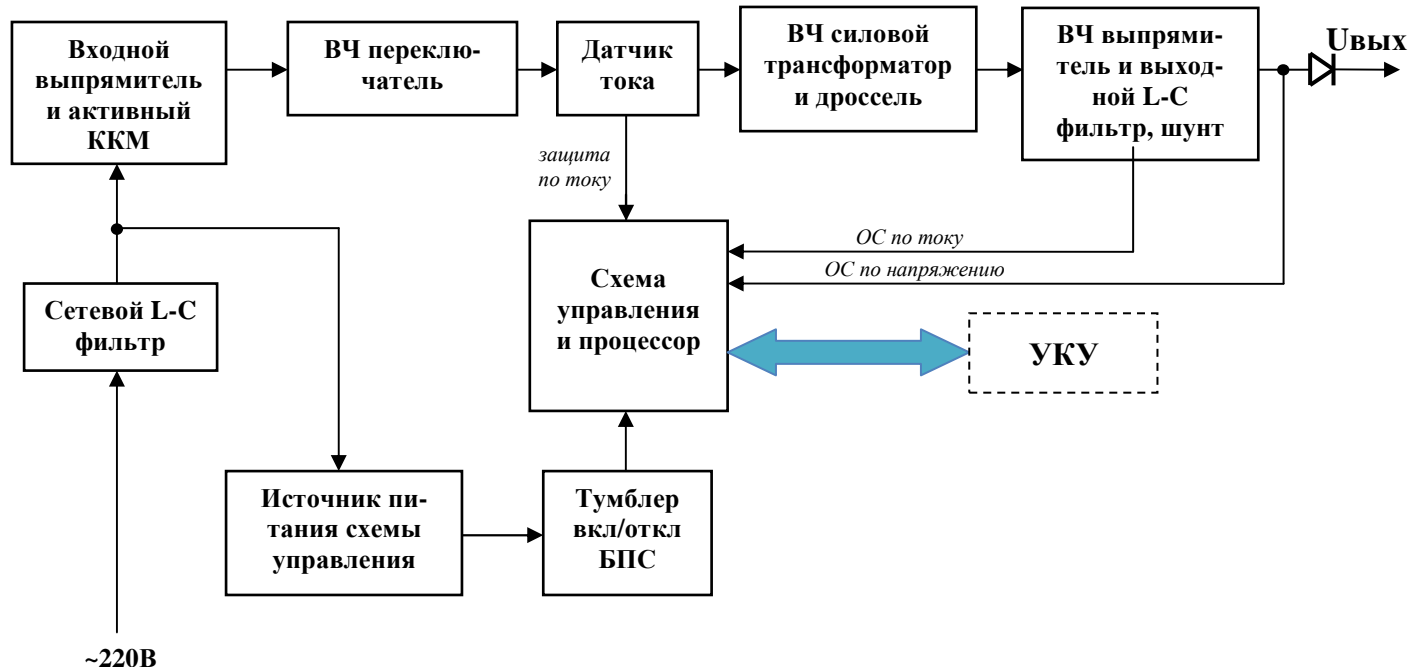 Входной
выпрямитель
и активный
ККМ
ВЧ переклю-
чатель
Датчик
тока
ВЧ силовой
трансформатор
и дроссель
ВЧ выпрями-
тель и выход-
ной L-C
фильтр, шунт
Uвых
защита
по току
ОС по току
ОС по напряжению
Схема
управления
и процессор
УКУ
Сетевой L-C
фильтр
Источник пи-
тания схемы
управления
Тумблер
вкл/откл
БПС
~220В